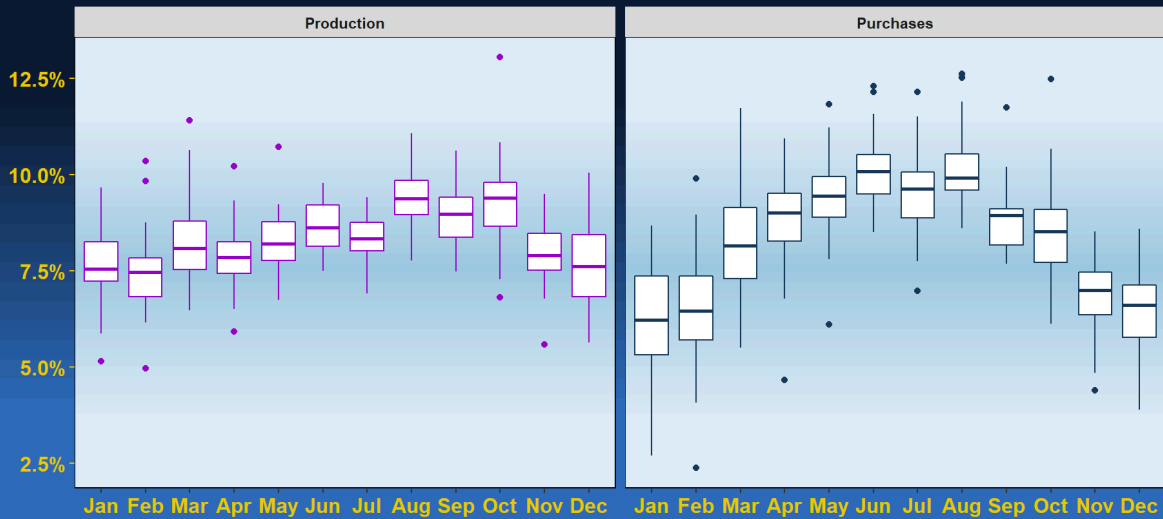 Production
Purchases
12.5%
10.0%
7.5%
5.0%
2.5%
Jan Feb Mar Apr May Jun Jul Aug Sep Oct Nov Dec
Jan Feb Mar Apr May Jun Jul Aug Sep Oct Nov Dec